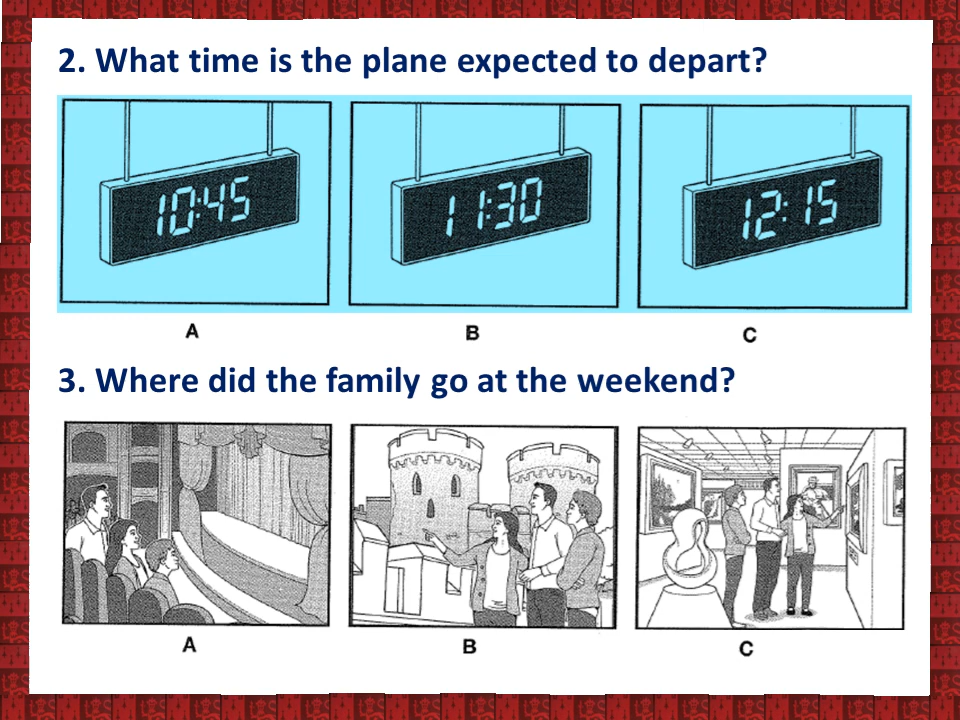 2. What time is the plane expected to depart?
10:45
11:30
12:15
A
B
C
3. Where did the family go at the weekend?
A
B
C